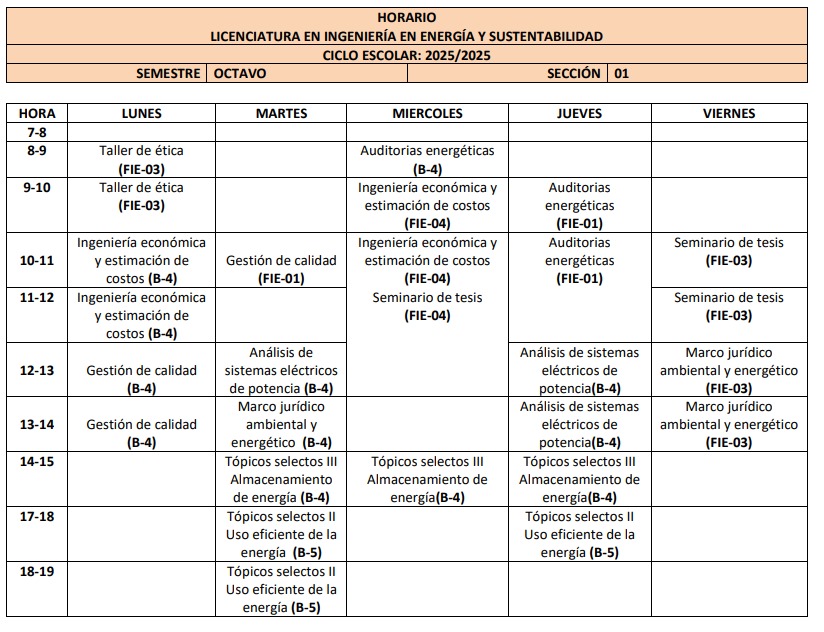 HORARIO
LICENCIATURA EN INGENIERÍA EN ENERGÍA Y SUSTENTABILIDAD
CICLO ESCOLAR: 2025/2025
SEMESTRE OCTAVO SECCIÓN 01
HORA LUNES MARTES MIERCOLES JUEVES VIERNES
7-8
8-9
Taller de ética
(FIE-03)
Auditorias energéticas
(B-4)
9-10
Taller de ética
(FIE-03)
Ingeniería económica y
estimación de costos
(FIE-04)
Auditorias
energéticas
(FIE-01)
10-11
Ingeniería económica
y estimación de
costos (B-4)
Gestión de calidad
(FIE-01)
Ingeniería económica y
estimación de costos
(FIE-04)
Auditorias
energéticas
(FIE-01)
Seminario de tesis
(FIE-03)
11-12
Ingeniería económica
y estimación de
costos (B-4)
Seminario de tesis
(FIE-04)
Seminario de tesis
(FIE-03)
12-13
Gestión de calidad
(B-4)
Análisis de
sistemas eléctricos
de potencia (B-4)
Análisis de sistemas
eléctricos de
potencia(B-4)
Marco jurídico
ambiental y energético
(FIE-03)
13-14
Gestión de calidad
(B-4)
Marco jurídico
ambiental y
energético (B-4)
Análisis de sistemas
eléctricos de
potencia(B-4)
Marco jurídico
ambiental y energético
(FIE-03)
14-15
Tópicos selectos III
Almacenamiento
de energía (B-4)
Tópicos selectos III
Almacenamiento de
energía(B-4)
Tópicos selectos III
Almacenamiento de
energía(B-4)
17-18
Tópicos selectos II
Uso eficiente de la
energía (B-5)
Tópicos selectos II
Uso eficiente de la
energía (B-5)
18-19
Tópicos selectos II
Uso eficiente de la
energía (B-5)